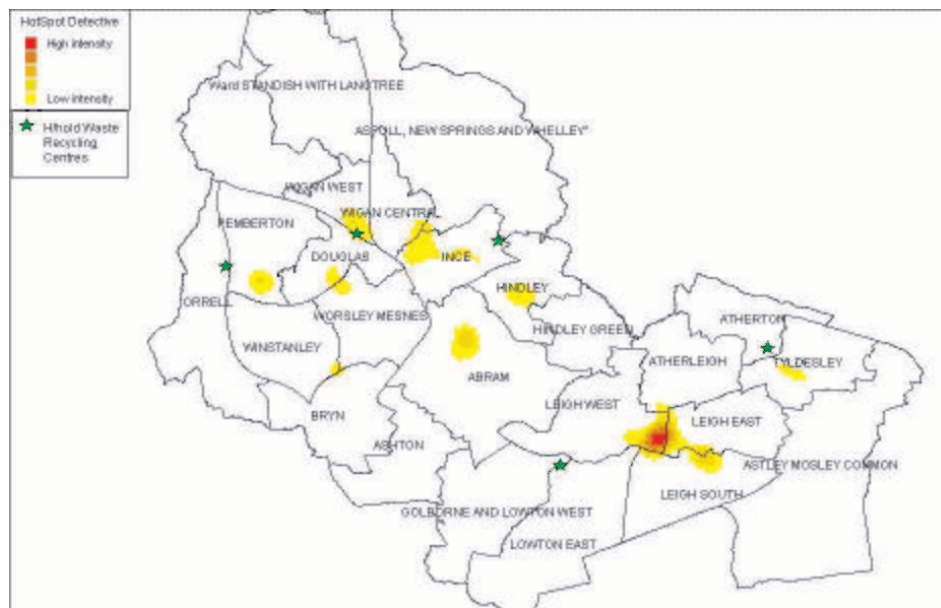 HotSpot Detective
High intensity
Low intensity
H/hold Waste
Recycling
Centres
Ward STANDISH WITH LANGTREE
ASPULL, NEW SPRINGS AND WHELLEY"
WIGAN WEST
WIGAN CENTRAL
PEMBERTON
DOUGLAS
INCE
HINDLEY
ORRELL
WORSLEY MESNES
HINDLEY GREEN
ATHERTON
WINSTANLEY
ATHERLEIGH
TYLDESLEY
ABRAM
LEIGH WEST
BRYN
LEIGH EAST
ASHTON
ASTLEY MOSLEY COMMON
LEIGH SOUTH
GOLBORNE AND LOWTON WEST
LOWTON EAST